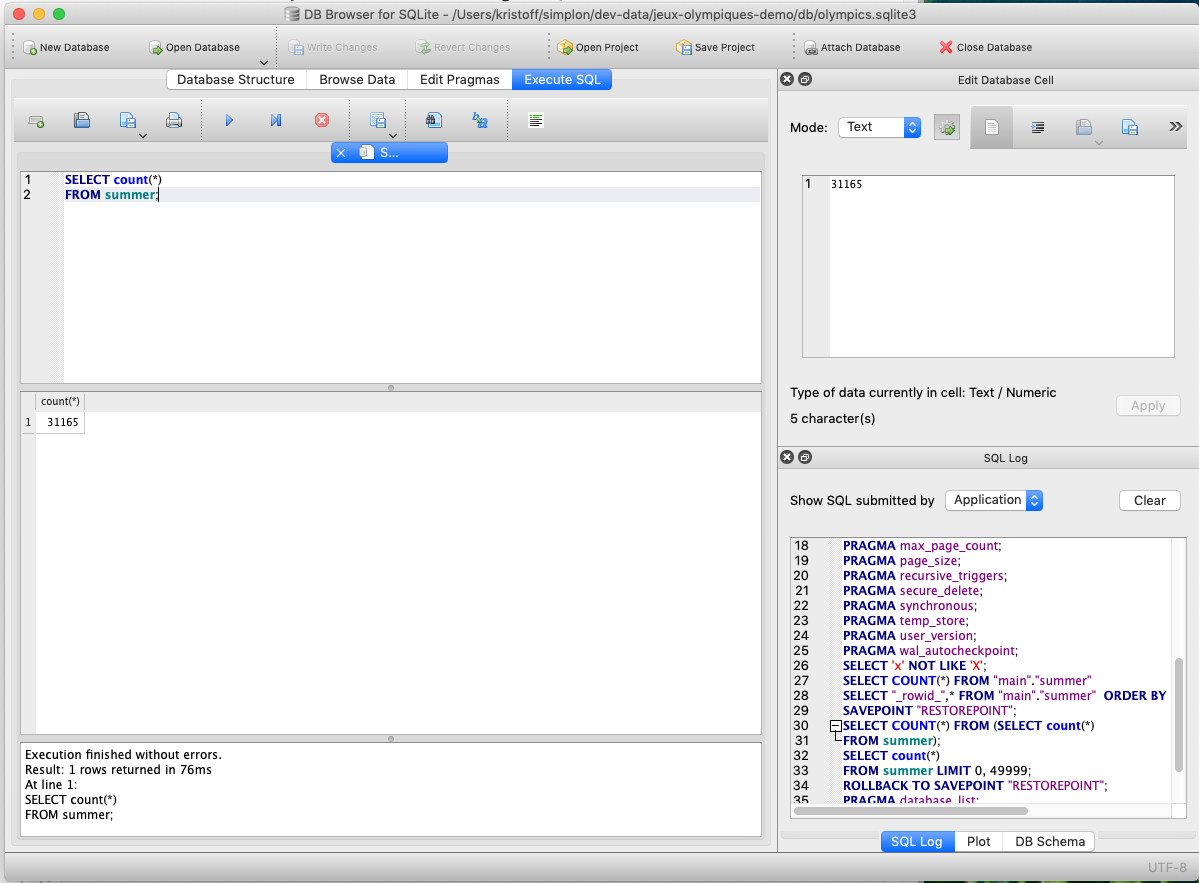 DB Browser for SQLite - /Users/kristoff/simplon/dev-data/jeux-olympiques-demo/db/olympics.sqlite3
New Database Open Database Write Changes Revert Changes Open Project Save Project Attach Database Close Database
Database Structure Browse Data Edit Pragmas Execute SQL
S...
1 SELECT count(*)
2 FROM summer;
count(*)
1 31165
Execution finished without errors.
Result: 1 rows returned in 76ms
At line 1:
SELECT count(*)
FROM summer;
Edit Database Cell
Mode: Text
1 31165
Type of data currently in cell: Text / Numeric
5 character(s)
Apply
SQL Log
Show SQL submitted by Application Clear
18 PRAGMA max_page_count;
19 PRAGMA page_size;
20 PRAGMA recursive_triggers;
21 PRAGMA secure_delete;
22 PRAGMA synchronous;
23 PRAGMA temp_store;
24 PRAGMA user_version;
25 PRAGMA wal_autocheckpoint;
26 SELECT 'x' NOT LIKE 'X';
27 SELECT COUNT(*) FROM "main"."summer"
28 SELECT "_rowid_",* FROM "main"."summer" ORDER BY
29 SAVEPOINT "RESTOREPOINT";
30 SELECT COUNT(*) FROM (SELECT count(*)
31 FROM summer);
32 SELECT count(*)
33 FROM summer LIMIT 0, 49999;
34 ROLLBACK TO SAVEPOINT "RESTOREPOINT";
35 PRAGMA database_list;
SQL Log Plot DB Schema
UTF-8